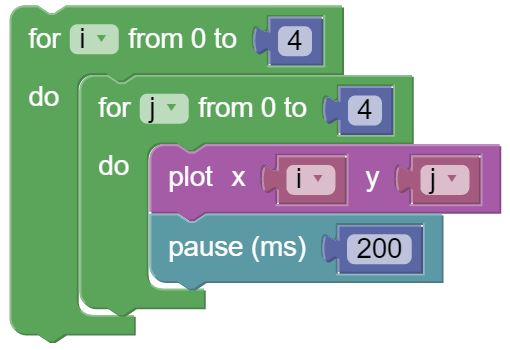 for i from 0 to 4
do for j from 0 to 4
do plot x i y j
pause (ms) 200